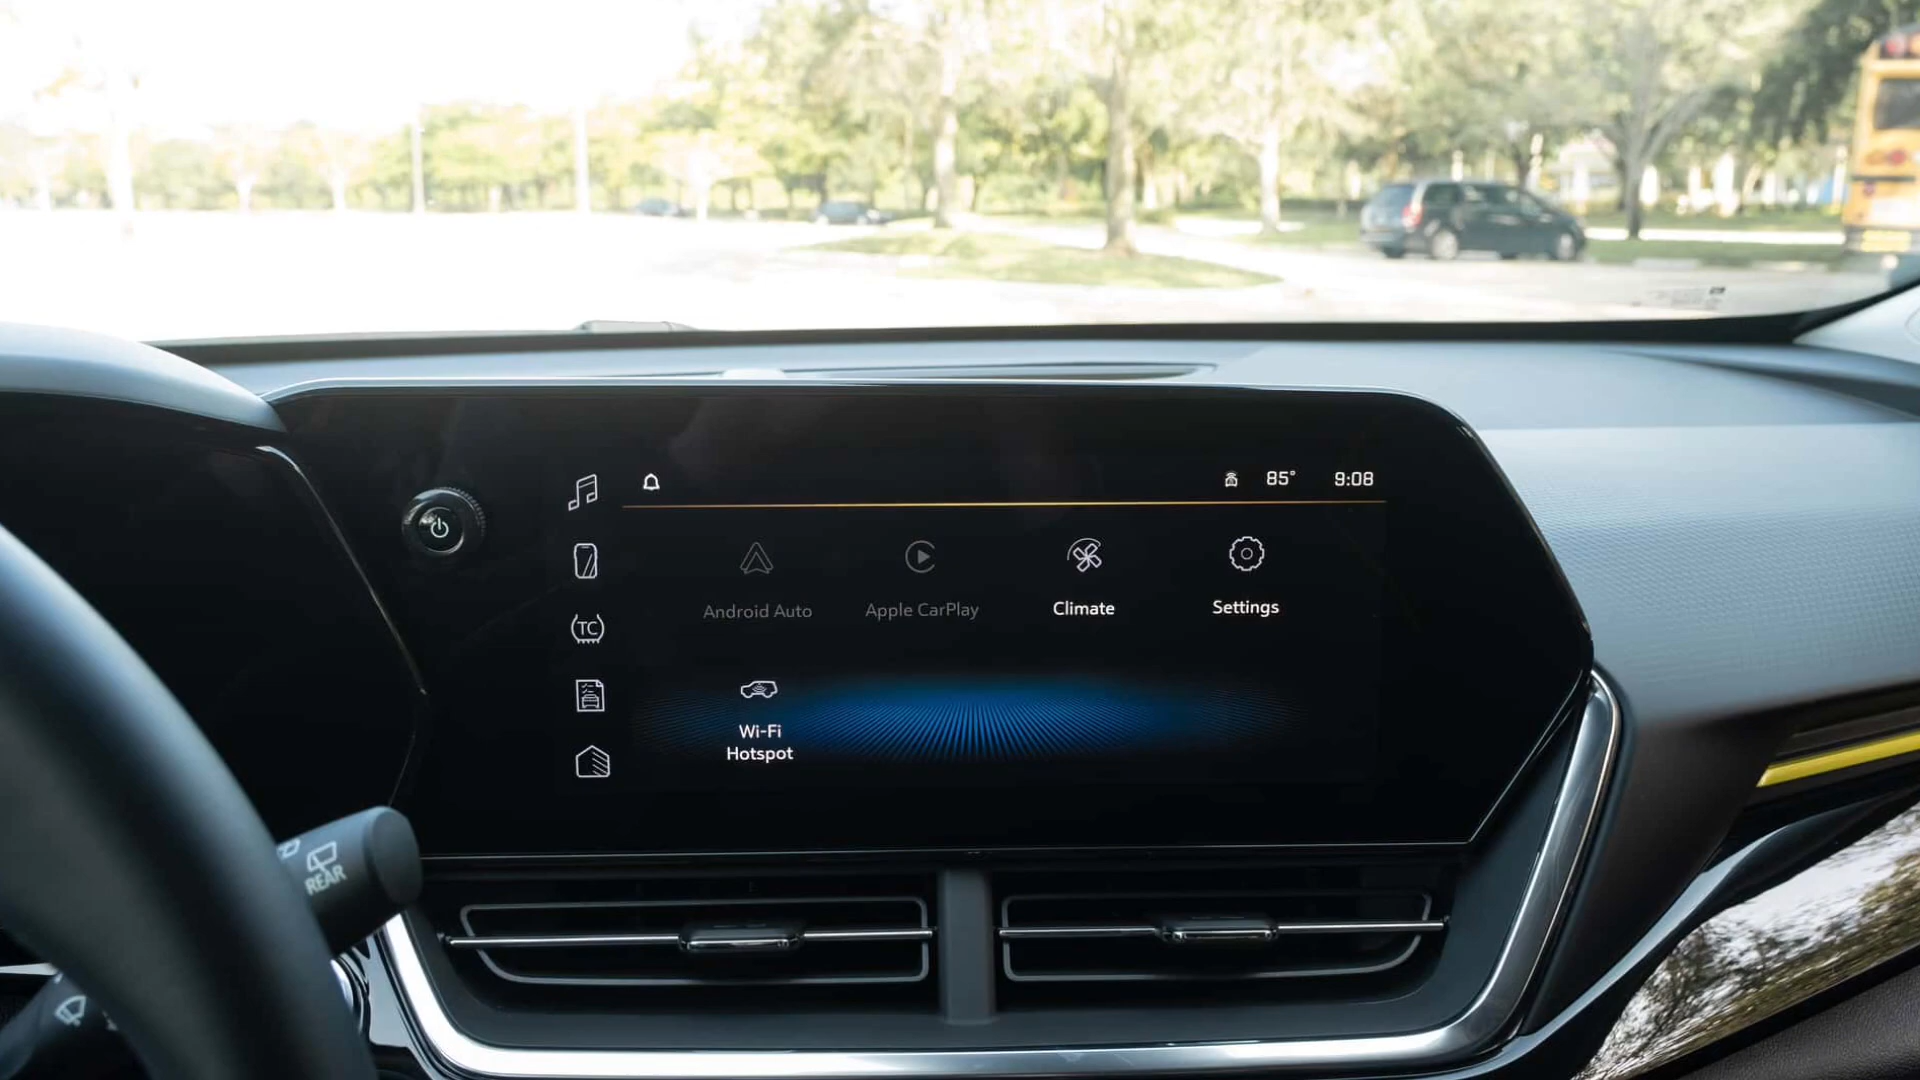 85° 9:08
Android Auto Apple CarPlay Climate Settings
TC
Wi-Fi
Hotspot
REAR